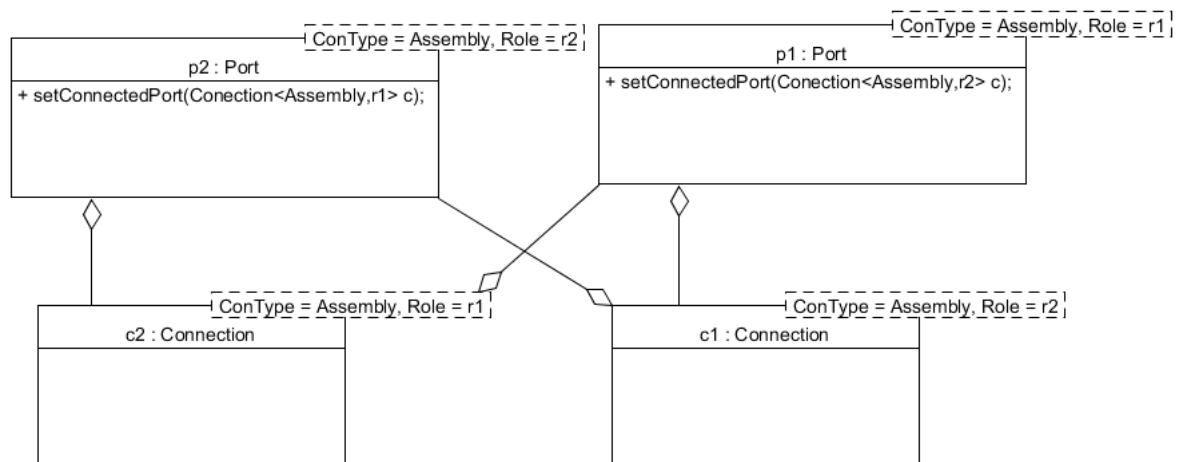 ConType = Assembly, Role = r2
p2 : Port
+ setConnectedPort(Conection<Assembly,r1> c);
ConType = Assembly, Role = r1
p1 : Port
+ setConnectedPort(Conection<Assembly,r2> c);
ConType = Assembly, Role = r1
c2 : Connection
ConType = Assembly, Role = r2
c1 : Connection